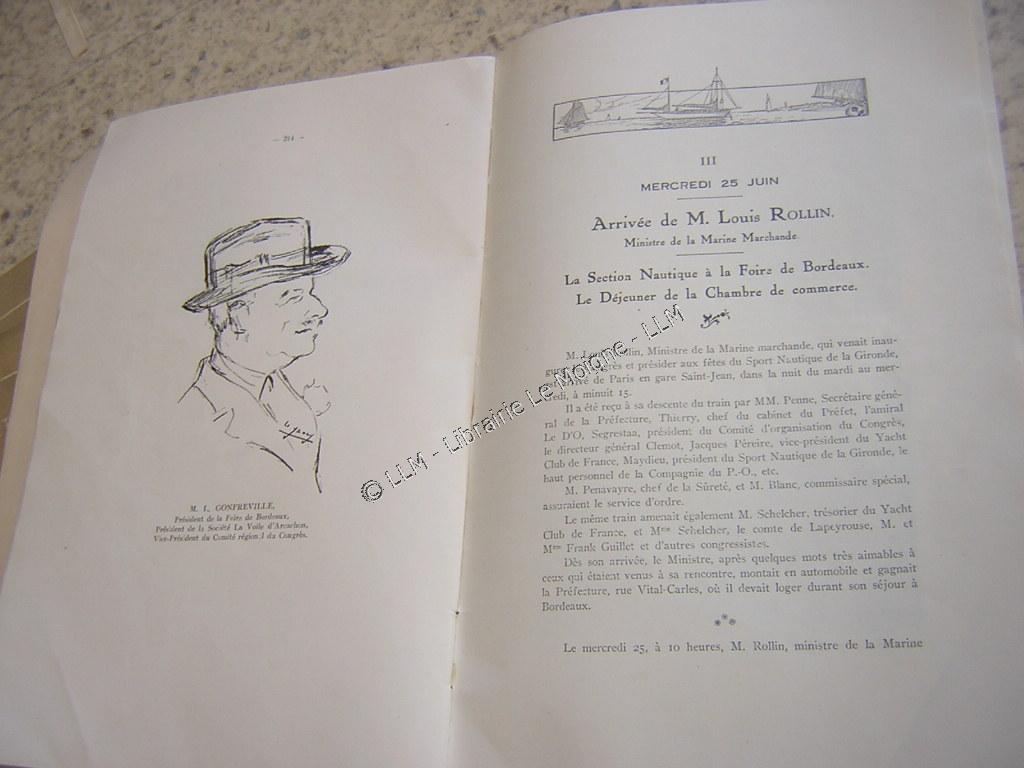 — 214 —
M. L. GONFREVILLE,
Président de la Foire de Bordeaux,
Président de la Société La Voile d'Arcachon,
Vice-Président du Comité régional du Congrès.
III
MERCREDI 25 JUIN
Arrivée de M. Louis ROLLIN.
Ministre de la Marine Marchande
La Section Nautique à la Foire de Bordeaux.
Le Déjeuner de la Chambre de commerce.
M. Rollin, Ministre de la Marine marchande, qui venait inau-
et présider aux fêtes du Sport Nautique de la Gironde,
de Paris en gare Saint-Jean, dans la nuit du mardi au mer-
credi, à minuit 15.
Il a été reçu à sa descente du train par MM. Penne, Secrétaire géné-
ral de la Préfecture, Thierry, chef du cabinet du Préfet, l'amiral
Le D'O, Segrestaa, président du Comité d'organisation du Congrès,
le directeur général Clemot, Jacques Péreire, vice-président du Yacht
Club de France, Maydieu, président du Sport Nautique de la Gironde, le
haut personnel de la Compagnie du P.-O., etc.
M. Penavayre, chef de la Sûreté, et M. Blanc, commissaire spécial,
assuraient le service d'ordre.
Le même train amenait également M. Schelcher, trésorier du Yacht
Club de France, et Mme Schelcher, le comte de Lapeyrouse, M. et
Mme Frank Guillet et d'autres congressistes.
Dès son arrivée, le Ministre, après quelques mots très aimables à
ceux qui étaient venus à sa rencontre, montait en automobile et gagnait
la Préfecture, rue Vital-Carles, où il devait loger durant son séjour à
Bordeaux.
Le mercredi 25, à 10 heures, M. Rollin, ministre de la Marine
© LLM - Librairie Le Moigne - LLM